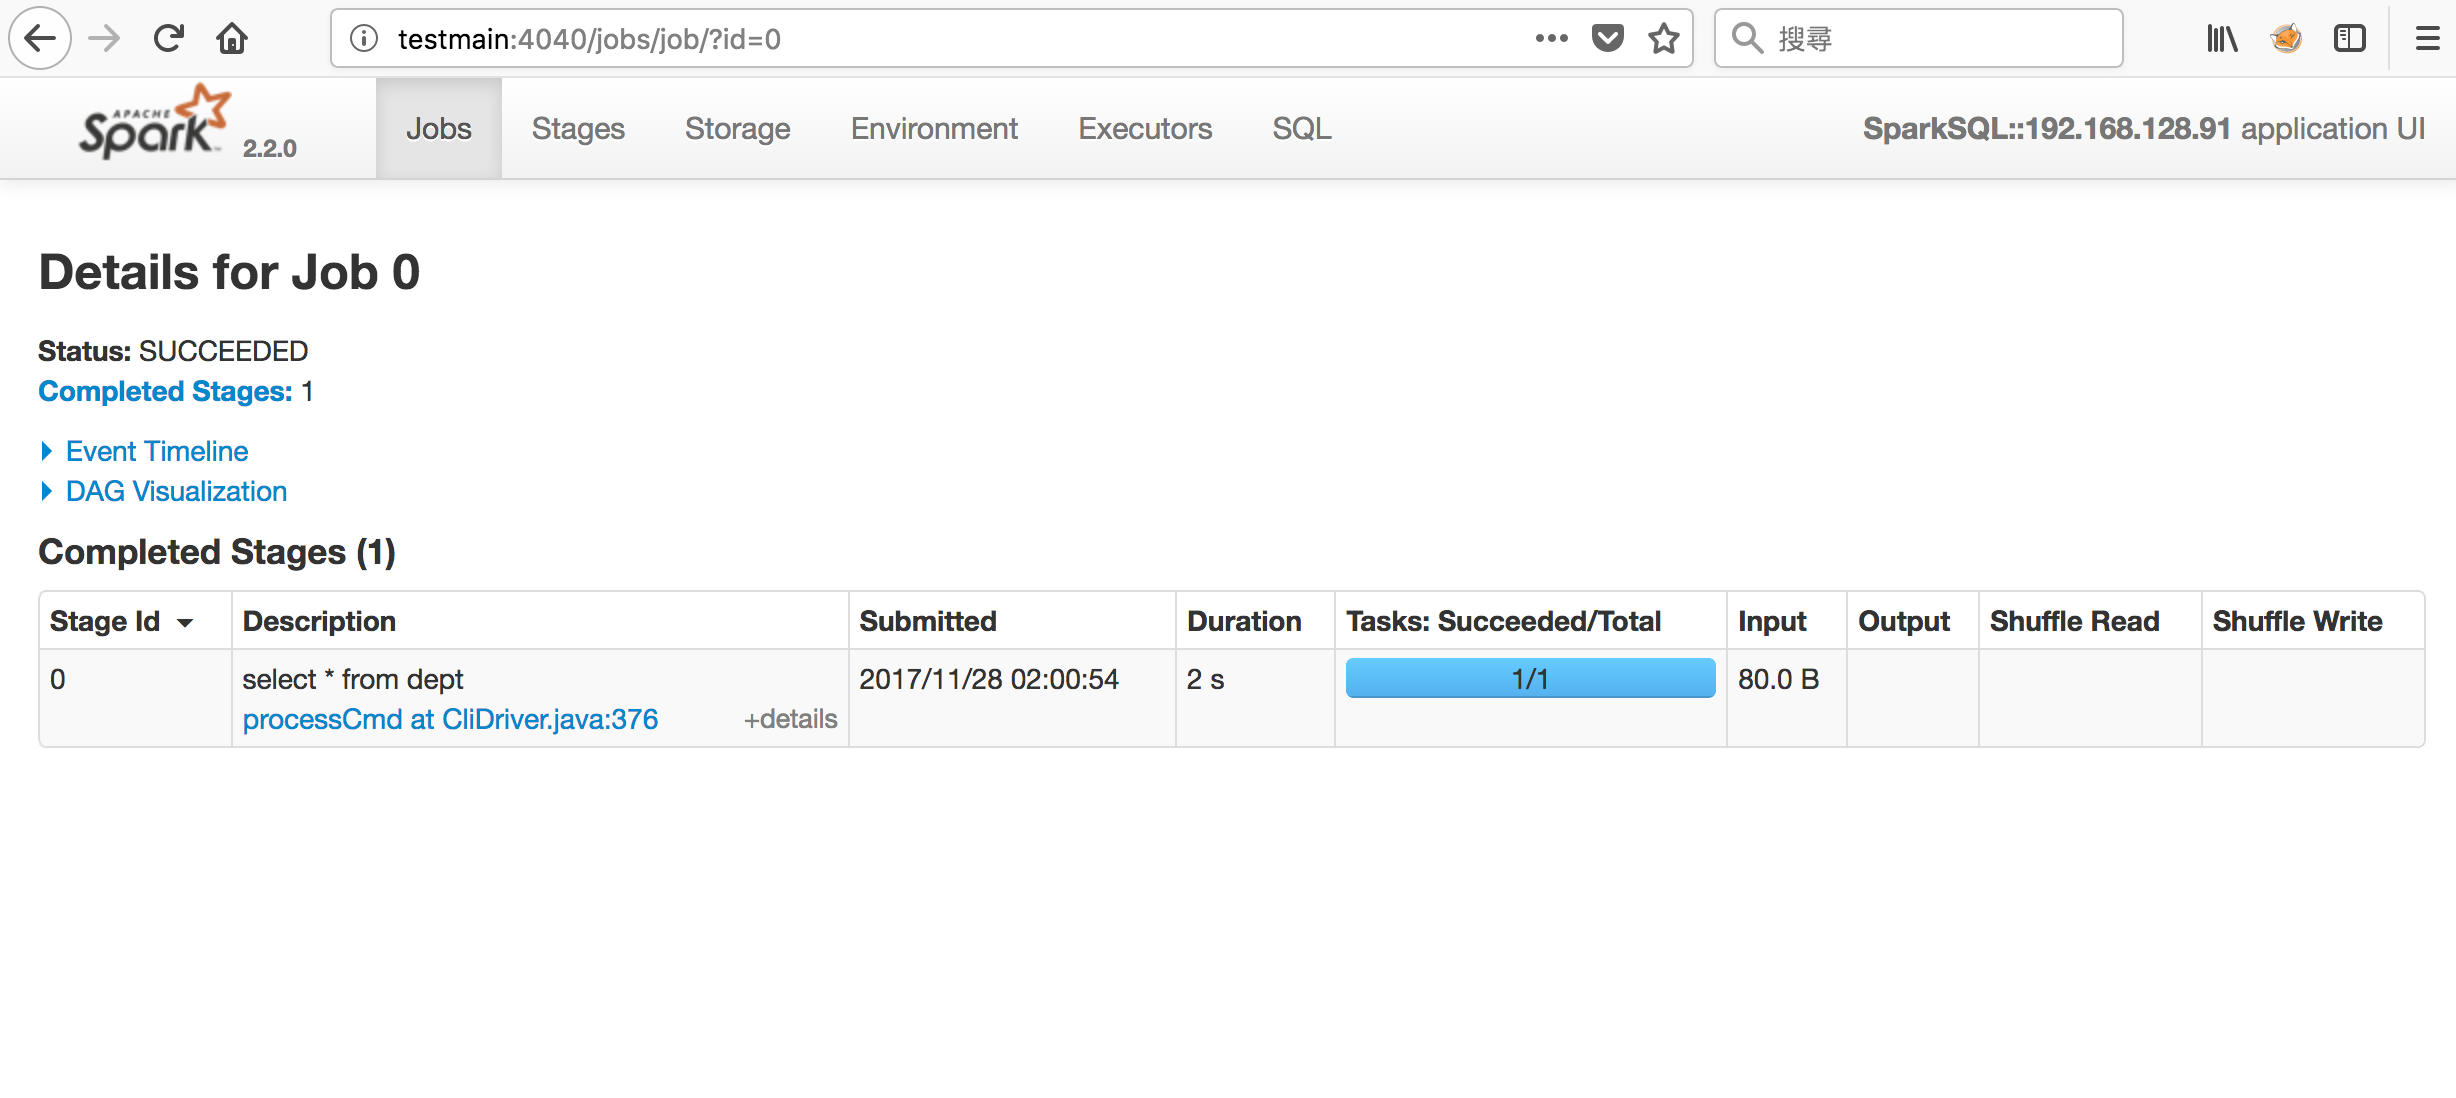 testmain:4040/jobs/job/?id=0
搜尋
APACHE
Spark 2.2.0
Jobs Stages Storage Environment Executors SQL SparkSQL::192.168.128.91 application UI
Details for Job 0
Status: SUCCEEDED
Completed Stages: 1
Event Timeline
DAG Visualization
Completed Stages (1)
Stage Id Description Submitted Duration Tasks: Succeeded/Total Input Output Shuffle Read Shuffle Write
0 select * from dept 2017/11/28 02:00:54 2 s 1/1 80.0 B
processCmd at CliDriver.java:376 +details